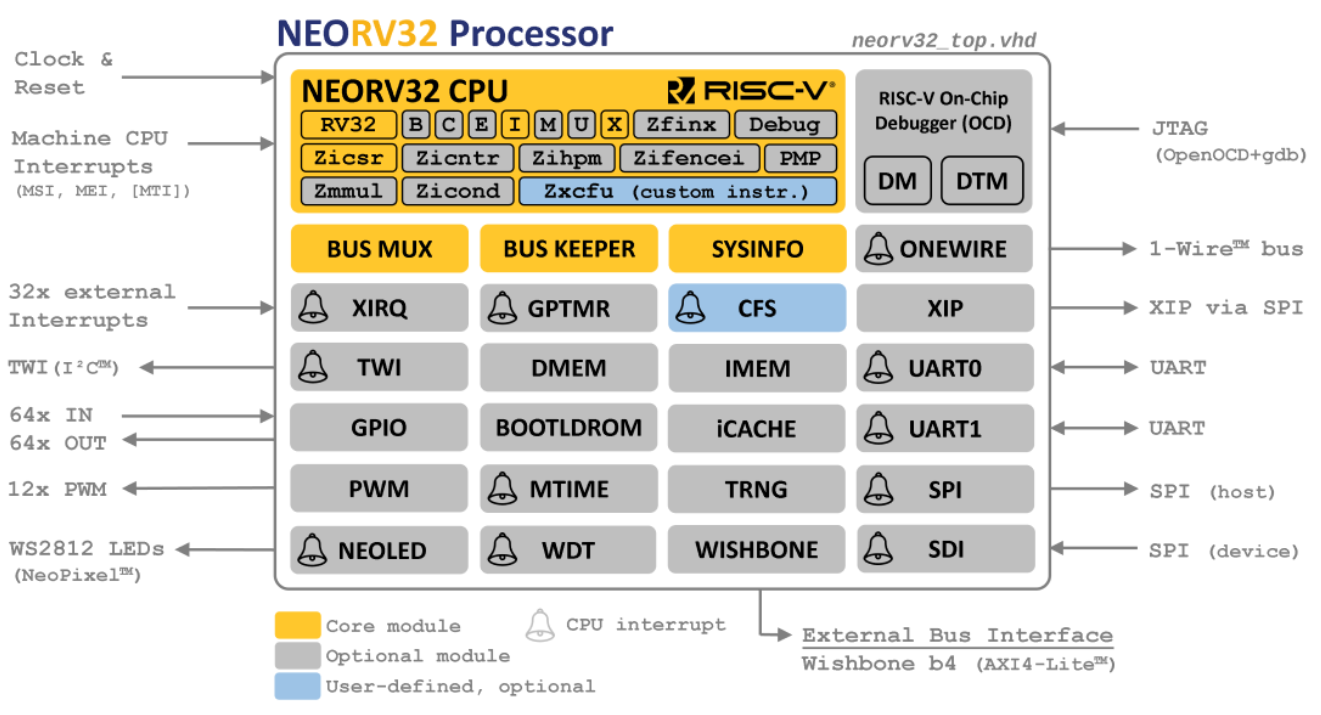 NEORV32 Processor
neorv32_top.vhd
Clock &
Reset
Machine CPU
Interrupts
(MSI, MEI, [MTI])
32x external
Interrupts
TWI (I²C™)
64x IN
64x OUT
12x PWM
WS2812 LEDs
(NeoPixel™)
NEORV32 CPU
RISC-V®
RV32 B C E I M U X Zfinx Debug
Zicsr Zicntr Zihpm Zifencei PMP
Zmmul Zicond Zxcfu (custom instr.)
RISC-V On-Chip
Debugger (OCD)
DM DTM
BUS MUX BUS KEEPER SYSINFO ONEWIRE
XIRQ GPTMR CFS XIP
TWI DMEM IMEM UART0
GPIO BOOTLDROM iCACHE UART1
PWM MTIME TRNG SPI
NEOLED WDT WISHBONE SDI
JTAG
(OpenOCD+gdb)
1-Wire™ bus
XIP via SPI
UART
UART
SPI (host)
SPI (device)
Core module
Optional module
User-defined, optional
CPU interrupt
External Bus Interface
Wishbone b4 (AXI4-Lite™)